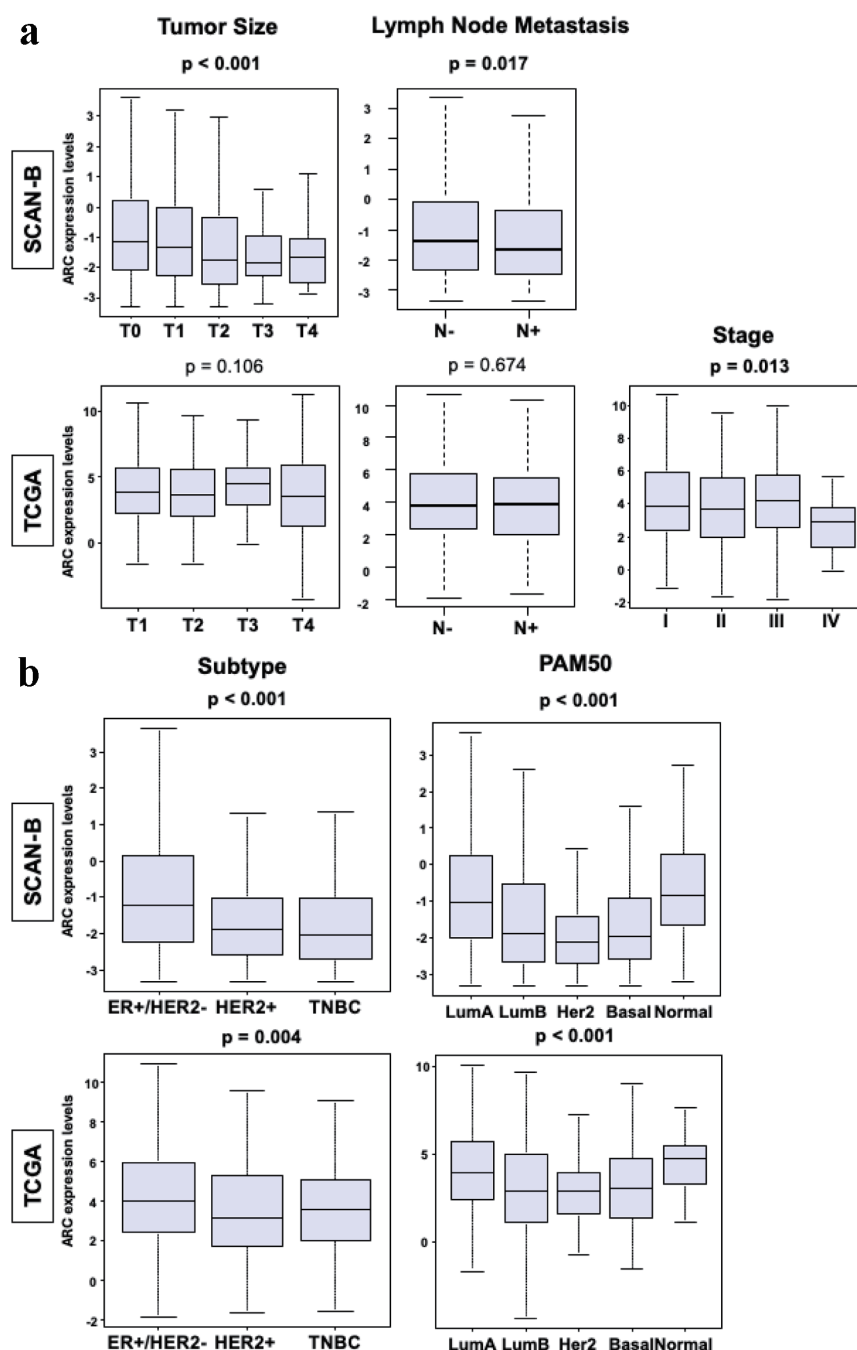 a
Tumor Size
Lymph Node Metastasis
p < 0.001
p = 0.017
SCAN-B
ARC expression levels
3
2
1
0
-1
-2
-3
T0 T1 T2 T3 T4
3
2
1
0
-1
-2
-3
N- N+
Stage
p = 0.106
p = 0.674
p = 0.013
TCGA
ARC expression levels
10
5
0
T1 T2 T3 T4
10
8
6
4
2
0
-2
N- N+
10
8
6
4
2
0
-2
I II III IV
b
Subtype
PAM50
p < 0.001
p < 0.001
SCAN-B
ARC expression levels
3
2
1
0
-1
-2
-3
ER+/HER2- HER2+ TNBC
3
2
1
0
-1
-2
-3
LumA LumB Her2 Basal Normal
p = 0.004
p < 0.001
TCGA
ARC expression levels
10
8
6
4
2
0
-2
ER+/HER2- HER2+ TNBC
10
5
0
LumA LumB Her2 Basal Normal